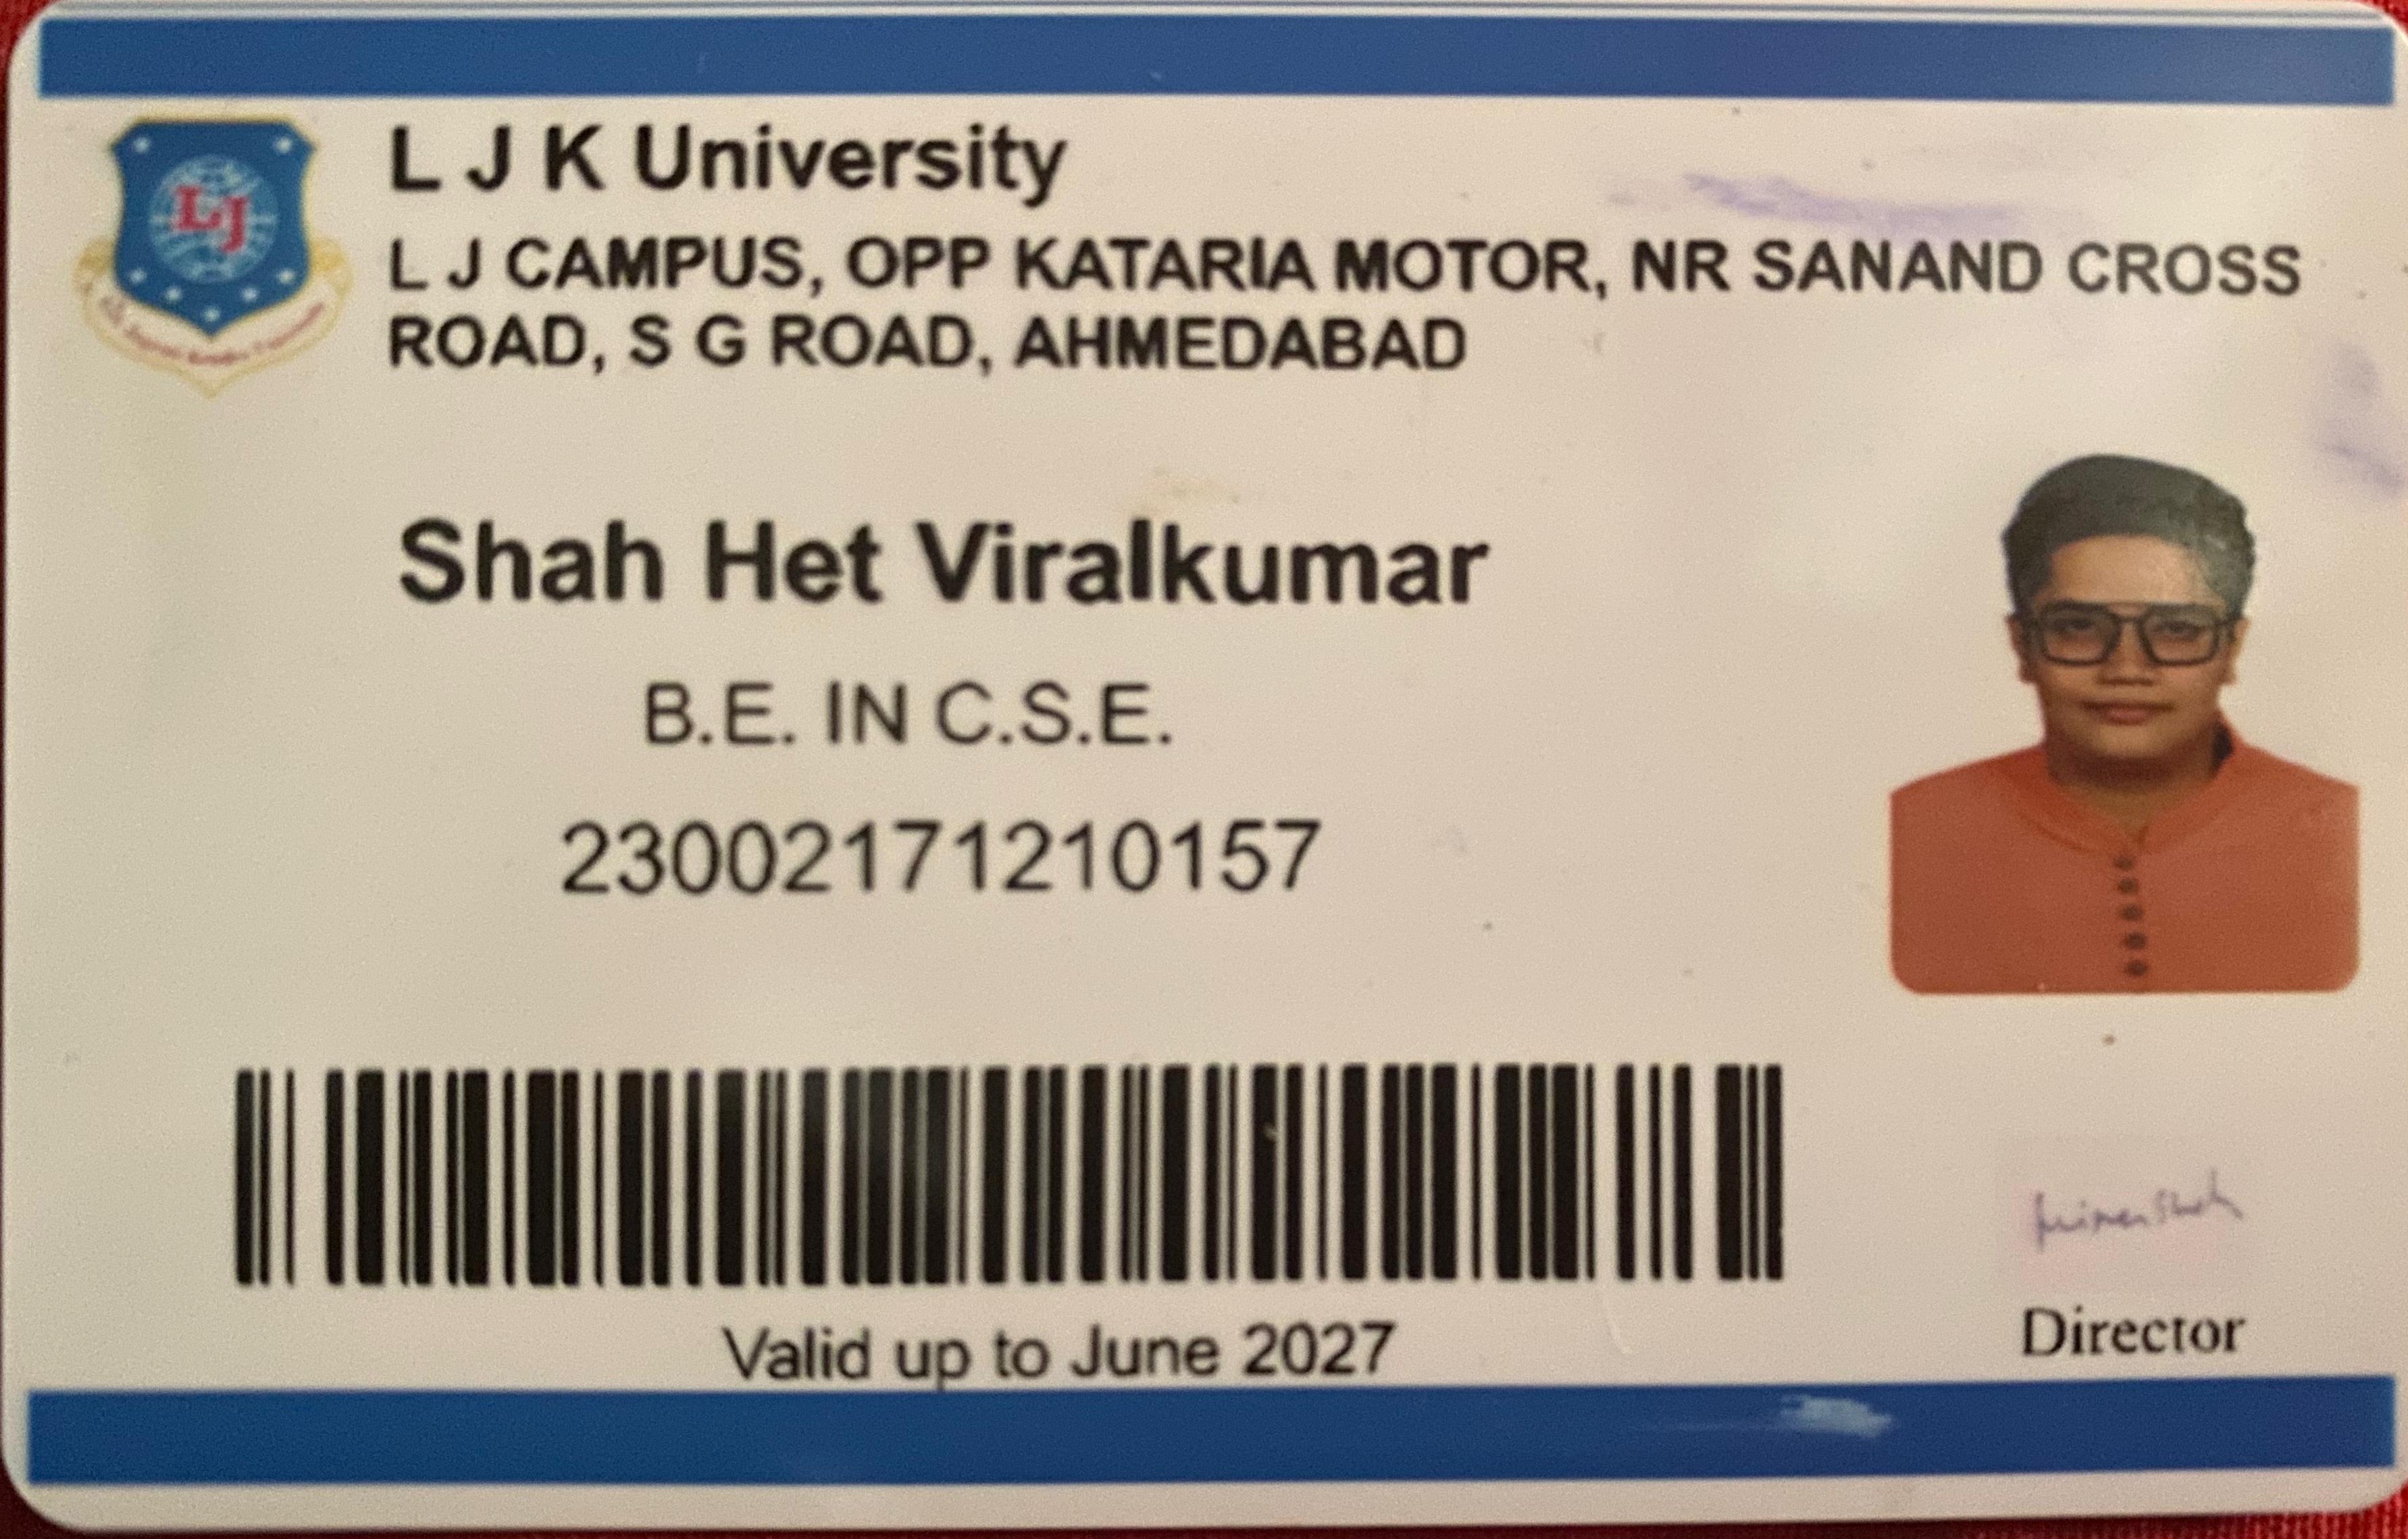 L J K University
L J CAMPUS, OPP KATARIA MOTOR, NR SANAND CROSS
ROAD, S G ROAD, AHMEDABAD
LJ
Shah Het Viralkumar
B.E. IN C.S.E.
23002171210157
Valid up to June 2027
Director